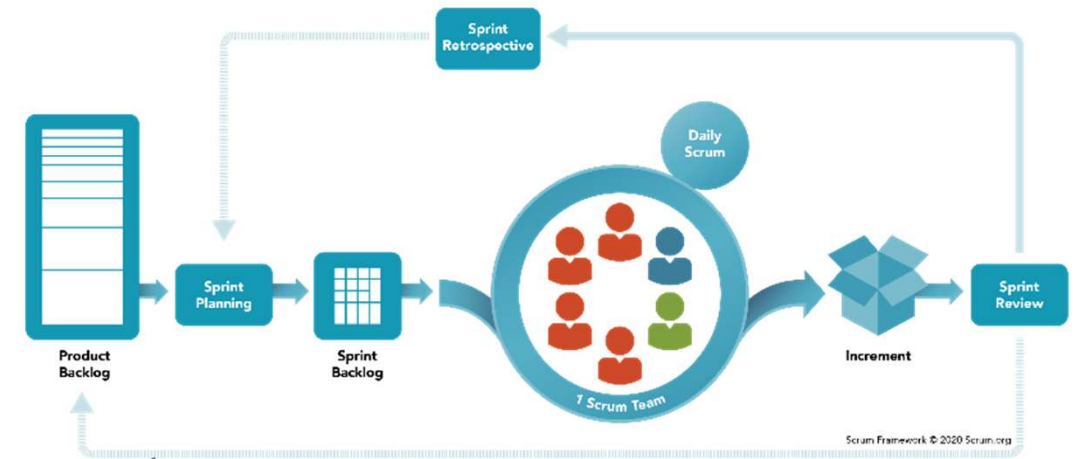 Sprint
Retrospective
Daily
Scrum
Sprint
Planning
Sprint
Review
Product
Backlog
Sprint
Backlog
Increment
1 Scrum Team
Scrum Framework © 2020 Scrum.org